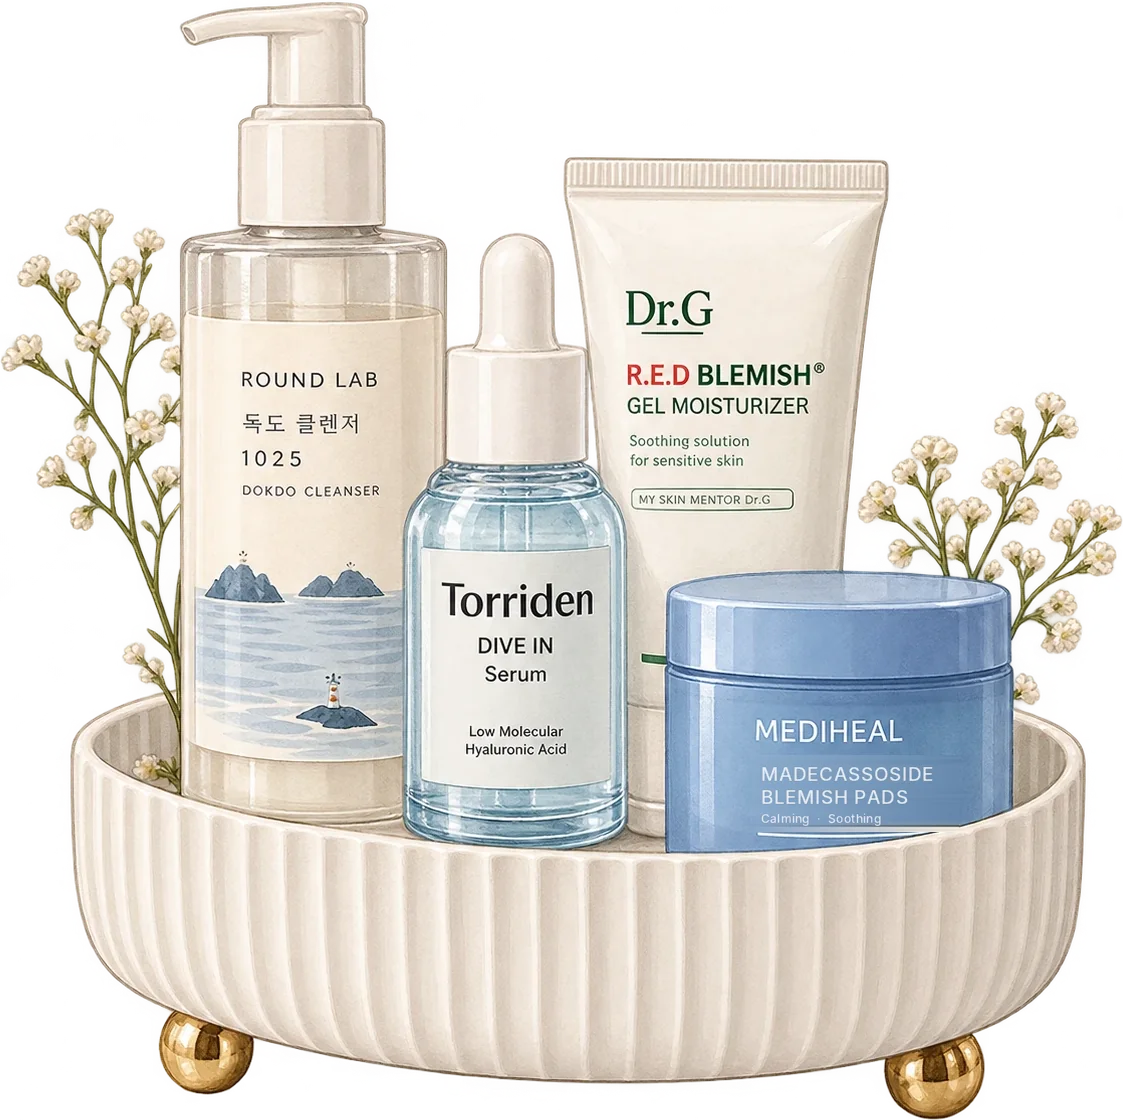 ROUND LAB
독도 클렌저
1025
DOKDO CLEANSER
Torriden
DIVE IN
Serum
Low Molecular
Hyaluronic Acid
Dr.G
R.E.D BLEMISH®
GEL MOISTURIZER
Soothing solution
for sensitive skin
MY SKIN MENTOR Dr.G
MEDIHEAL
MADECASSOSIDE
BLEMISH PADS
Calming · Soothing